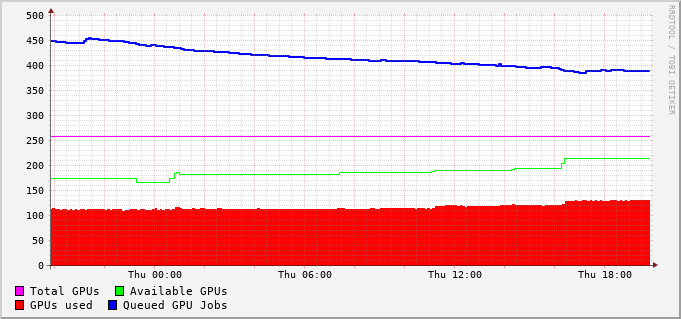 500
450
400
350
300
250
200
150
100
50
0
Thu 00:00 Thu 06:00 Thu 12:00 Thu 18:00
Total GPUs Available GPUs
GPUs used Queued GPU Jobs
RRDTOOL / TOBI OETIKER